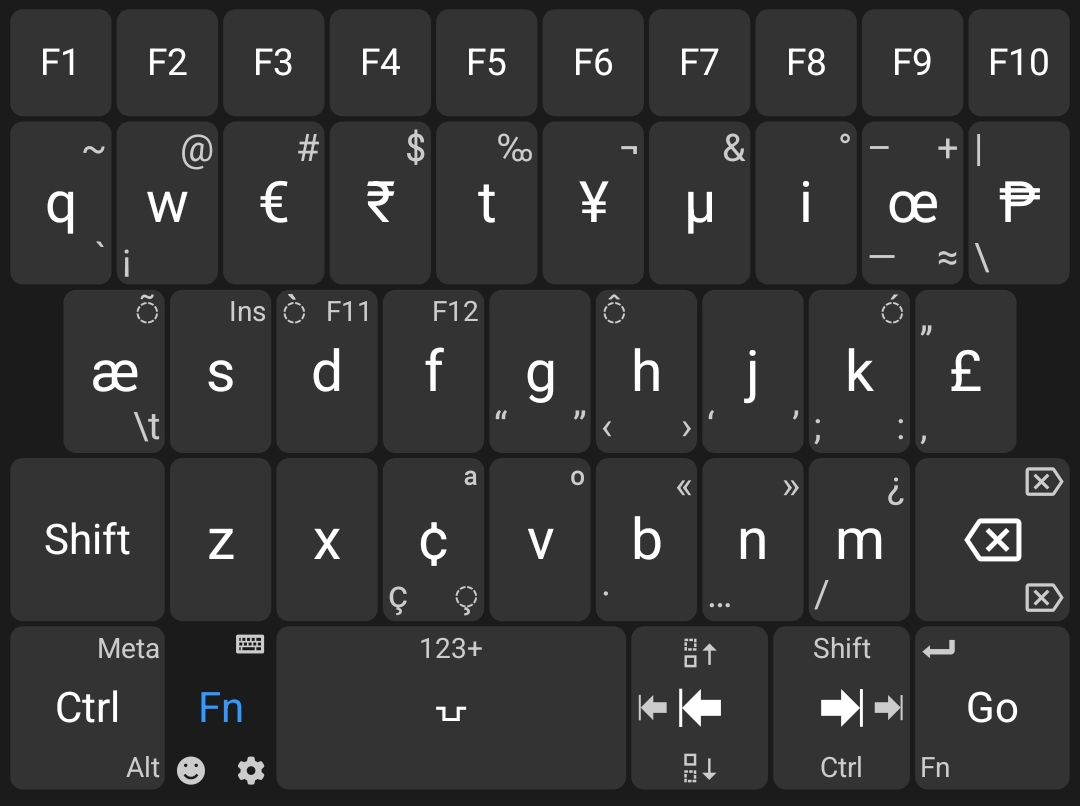 F1 F2 F3 F4 F5 F6 F7 F8 F9 F10
~ @ # $ ‰ ¬ & ° – + |
q w € ₹ t ¥ µ i œ ₱
` ¡ — ≈ \
◌̃ Ins ◌̀ F11 F12 ◌̂ ◌́ „
æ s d f g h j k £
\t “ ” ‹ › ‘ ’ ; : ‚
ª º « » ¿
Shift z x ¢ v b n m
ç ◌̧ · … /
Meta 123+ Shift
Ctrl Fn Go
Alt Ctrl Fn